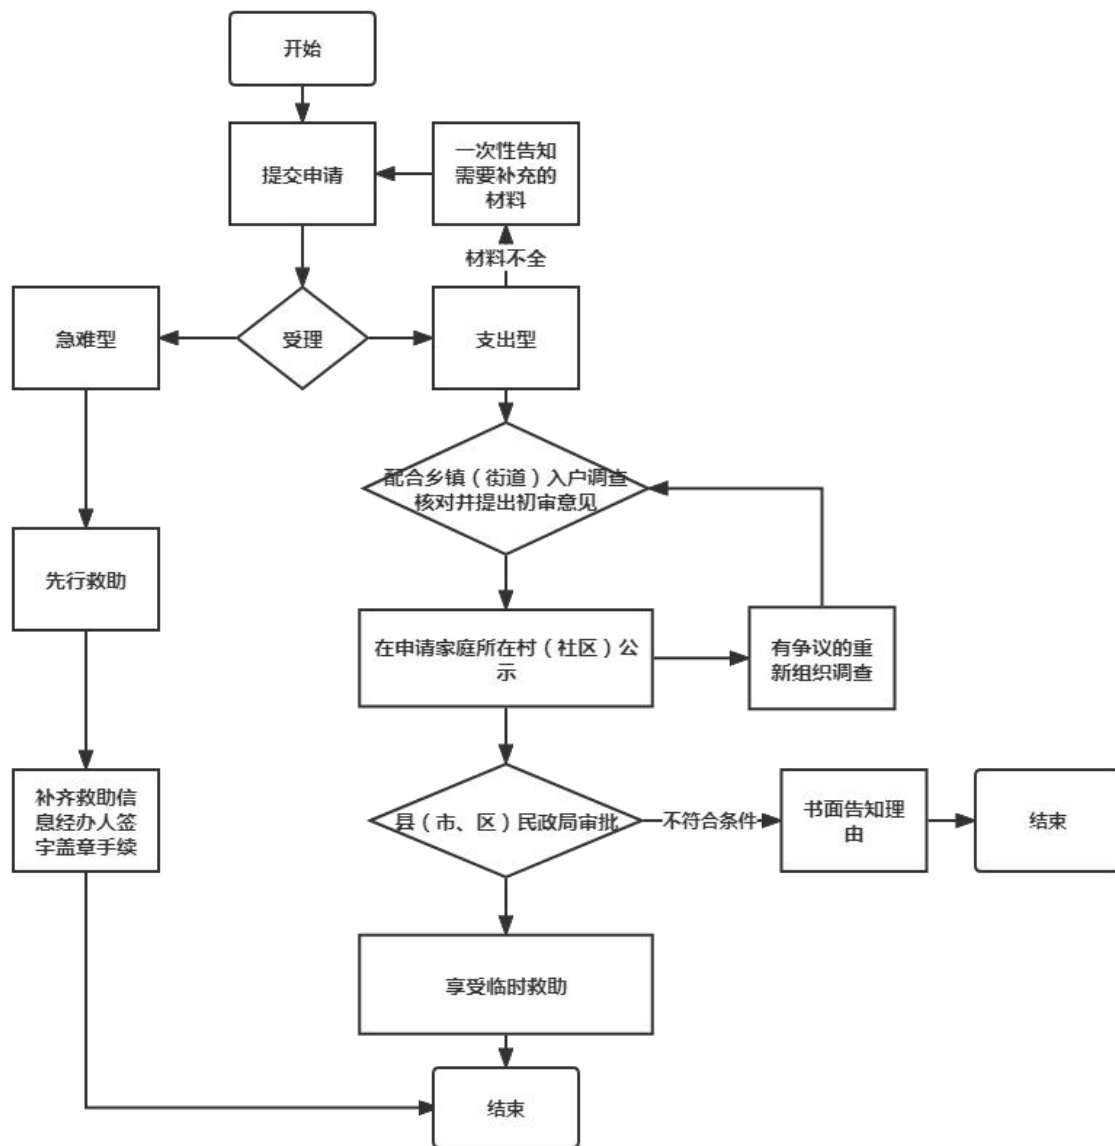 开始
提交申请
一次性告知
需要补充的
材料
材料不全
急难型
受理
支出型
配合乡镇（街道）入户调查
核对并提出初审意见
先行救助
在申请家庭所在村（社区）公
示
有争议的重
新组织调查
补齐救助信
息经办人签
字盖章手续
县（市、区）民政局审批
不符合条件
书面告知理
由
结束
享受临时救助
结束